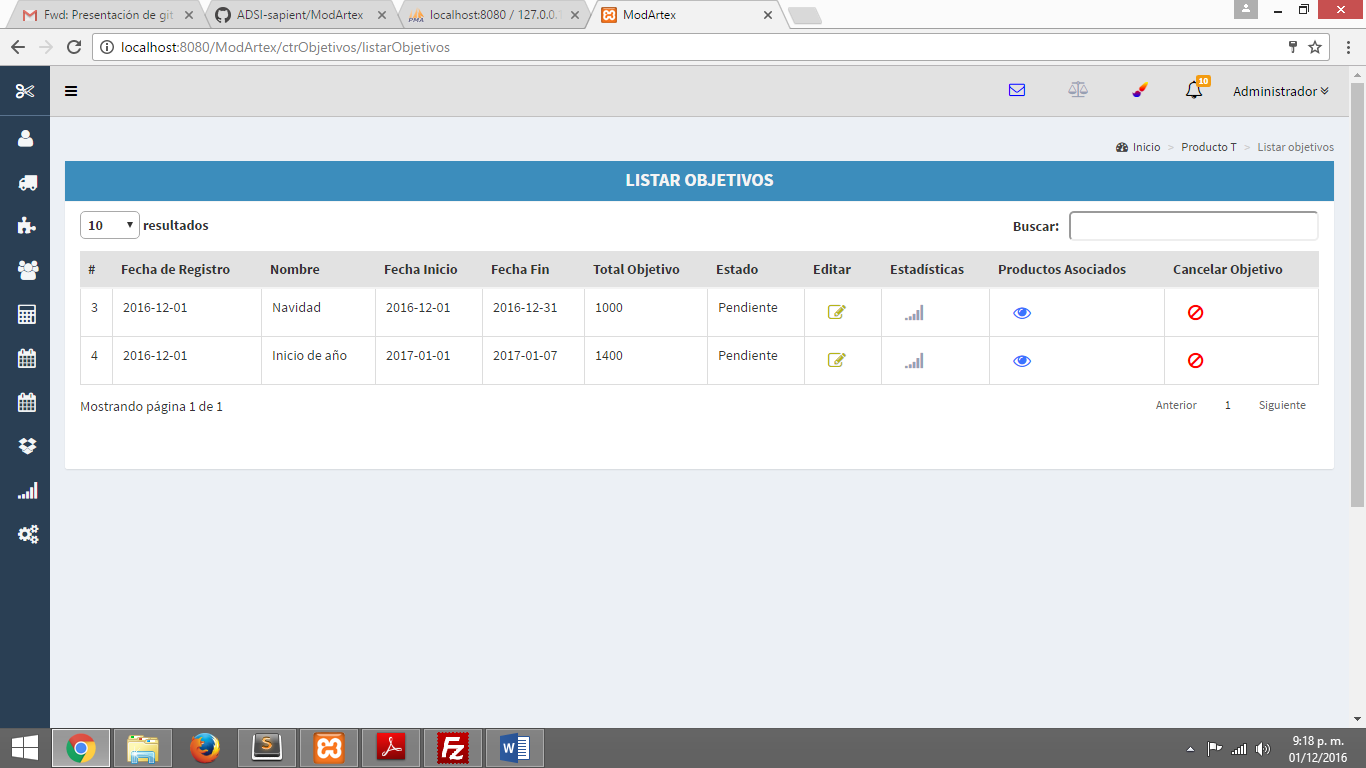 Fwd: Presentación de git
ADSI-sapient/ModArtex
localhost:8080 / 127.0.0.
ModArtex
localhost:8080/ModArtex/ctrObjetivos/listarObjetivos
10
Administrador
Inicio > Producto T > Listar objetivos
LISTAR OBJETIVOS
10 resultados
Buscar:
# Fecha de Registro Nombre Fecha Inicio Fecha Fin Total Objetivo Estado Editar Estadísticas Productos Asociados Cancelar Objetivo
3 2016-12-01 Navidad 2016-12-01 2016-12-31 1000 Pendiente
4 2016-12-01 Inicio de año 2017-01-01 2017-01-07 1400 Pendiente
Mostrando página 1 de 1
Anterior 1 Siguiente
9:18 p. m.
01/12/2016